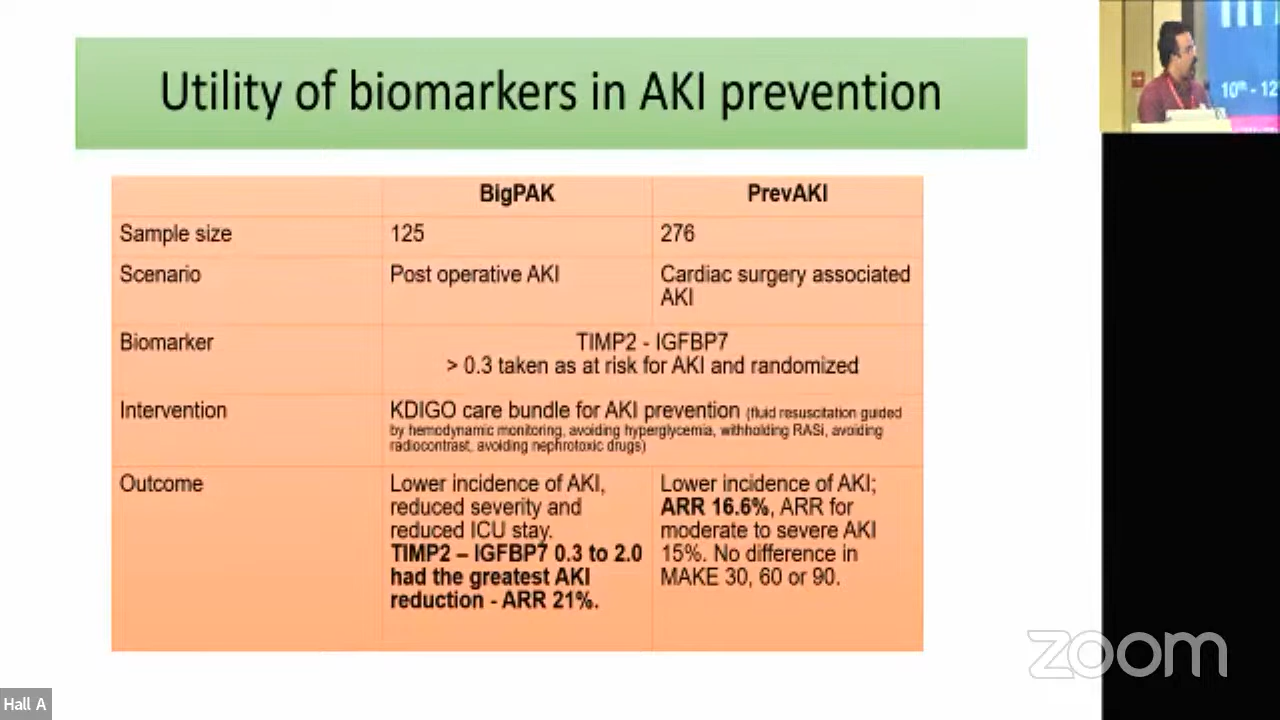 Utility of biomarkers in AKI prevention
BigPAK
PrevAKI
Sample size
125
276
Scenario
Post operative AKI
Cardiac surgery associated
AKI
Biomarker
TIMP2 - IGFBP7
> 0.3 taken as at risk for AKI and randomized
Intervention
KDIGO care bundle for AKI prevention (fluid resuscitation guided
by hemodynamic monitoring, avoiding hyperglycemia, withholding RASi, avoiding
radiocontrast, avoiding nephrotoxic drugs)
Outcome
Lower incidence of AKI,
reduced severity and
reduced ICU stay.
TIMP2 – IGFBP7 0.3 to 2.0
had the greatest AKI
reduction - ARR 21%.
Lower incidence of AKI;
ARR 16.6%, ARR for
moderate to severe AKI
15%. No difference in
MAKE 30, 60 or 90.
10th - 12
zoom
Hall A